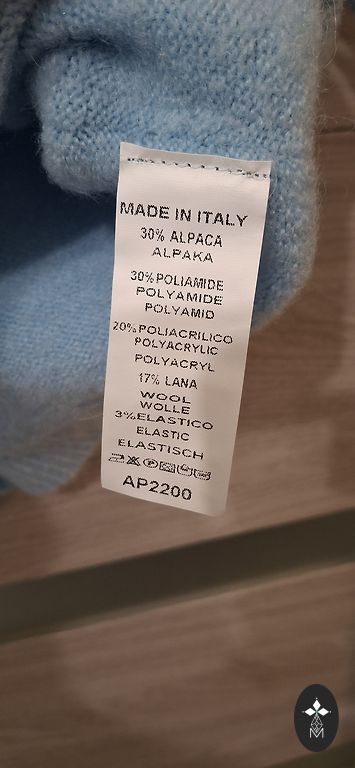 MADE IN ITALY
30% ALPACA
ALPAKA
30%POLIAMIDE
POLYAMIDE
POLYAMID
20%POLIACRILICO
POLYACRYLIC
POLYACRYL
17% LANA
WOOL
WOLLE
3%ELASTICO
ELASTIC
ELASTISCH
AP2200
M